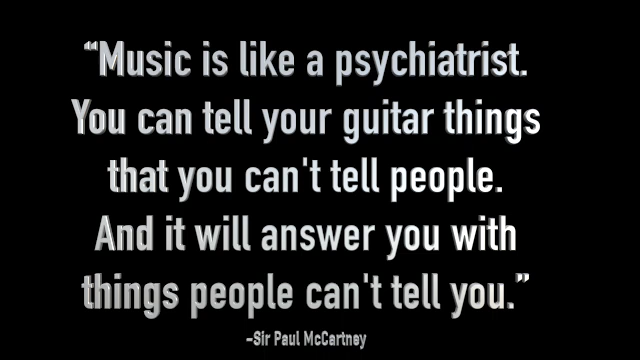 “Music is like a psychiatrist.
You can tell your guitar things
that you can't tell people.
And it will answer you with
things people can't tell you.”
-Sir Paul McCartney